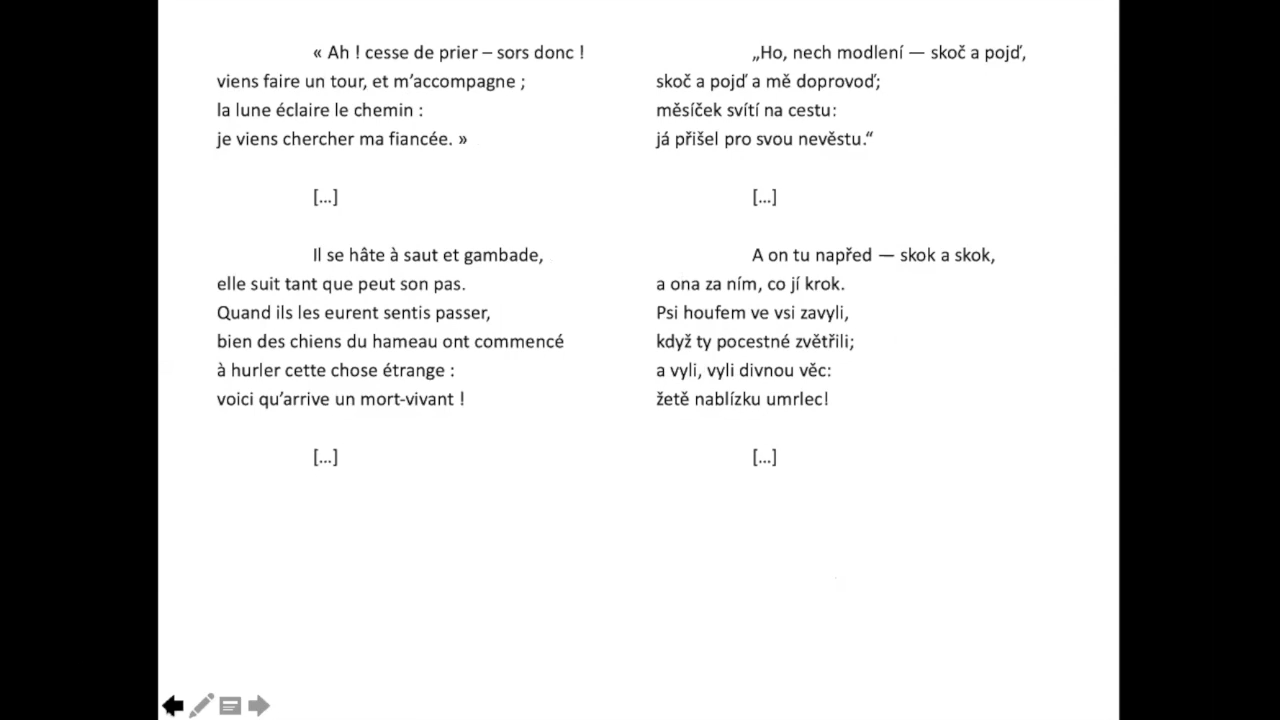 « Ah ! cesse de prier – sors donc !
viens faire un tour, et m’accompagne ;
la lune éclaire le chemin :
je viens chercher ma fiancée. »
[...]
Il se hâte à saut et gambade,
elle suit tant que peut son pas.
Quand ils les eurent sentis passer,
bien des chiens du hameau ont commencé
à hurler cette chose étrange :
voici qu’arrive un mort-vivant !
[...]
„Ho, nech modlení — skoč a pojď,
skoč a pojď a mě doprovoď;
měsíček svítí na cestu:
já přišel pro svou nevěstu.“
[...]
A on tu napřed — skok a skok,
a ona za ním, co jí krok.
Psi houfem ve vsi zavyli,
když ty pocestné zvětřili;
a vyli, vyli divnou věc:
žetě nablízku umrlec!
[...]